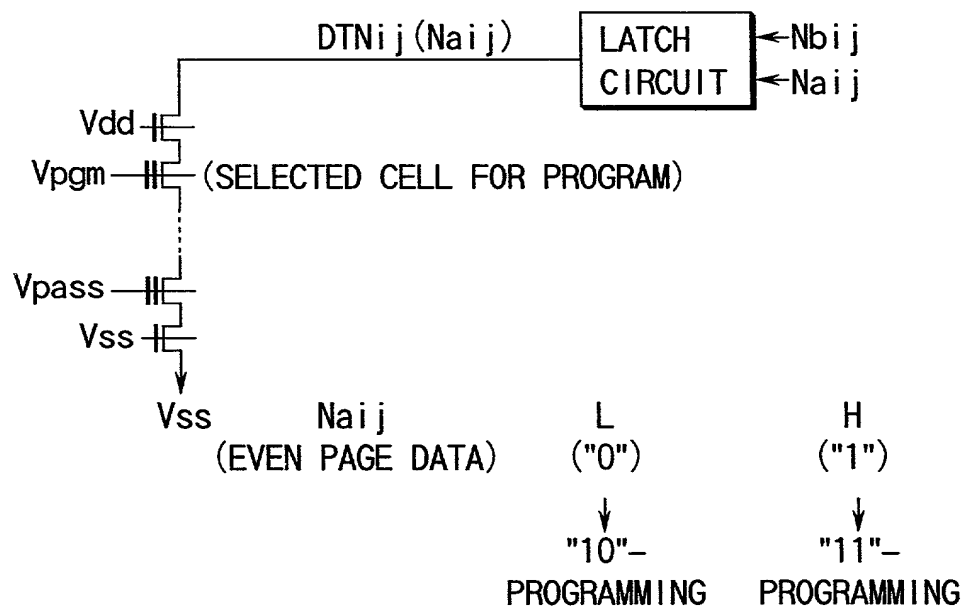 DTNij(Naij)
LATCH
CIRCUIT
Nbij
Naij
Vdd
Vpgm
(SELECTED CELL FOR PROGRAM)
Vpass
Vss
Vss
Naij
L
H
(EVEN PAGE DATA)
("0")
("1")
"10"-
"11"-
PROGRAMMING
PROGRAMMING